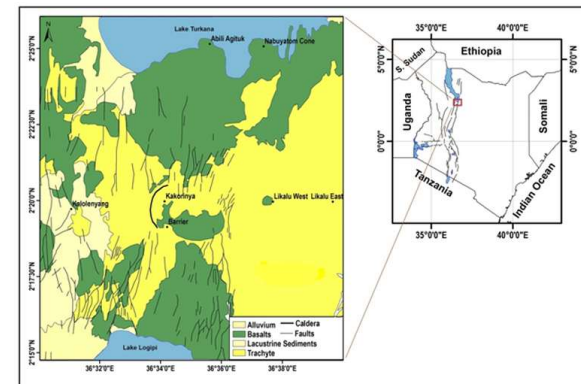 N
Lake Turkana
Abili Agituk
Nabuyatom Cone
Kakorinya
Kalolenyang
Likalu West Likalu East
Barrier
Lake Logipi
Alluvium
Basalts
Lacustrine Sediments
Trachyte
Caldera
Faults
2°25'0"N
2°22'30"N
2°20'0"N
2°17'30"N
2°15'0"N
36°32'0"E
36°34'0"E
36°36'0"E
36°38'0"E
35°0'0"E
40°0'0"E
5°0'0"N
0°0'0"
5°0'0"N
0°0'0"
S. Sudan
Ethiopia
Uganda
Somali
Tanzania
Indian Ocean
35°0'0"E
40°0'0"E